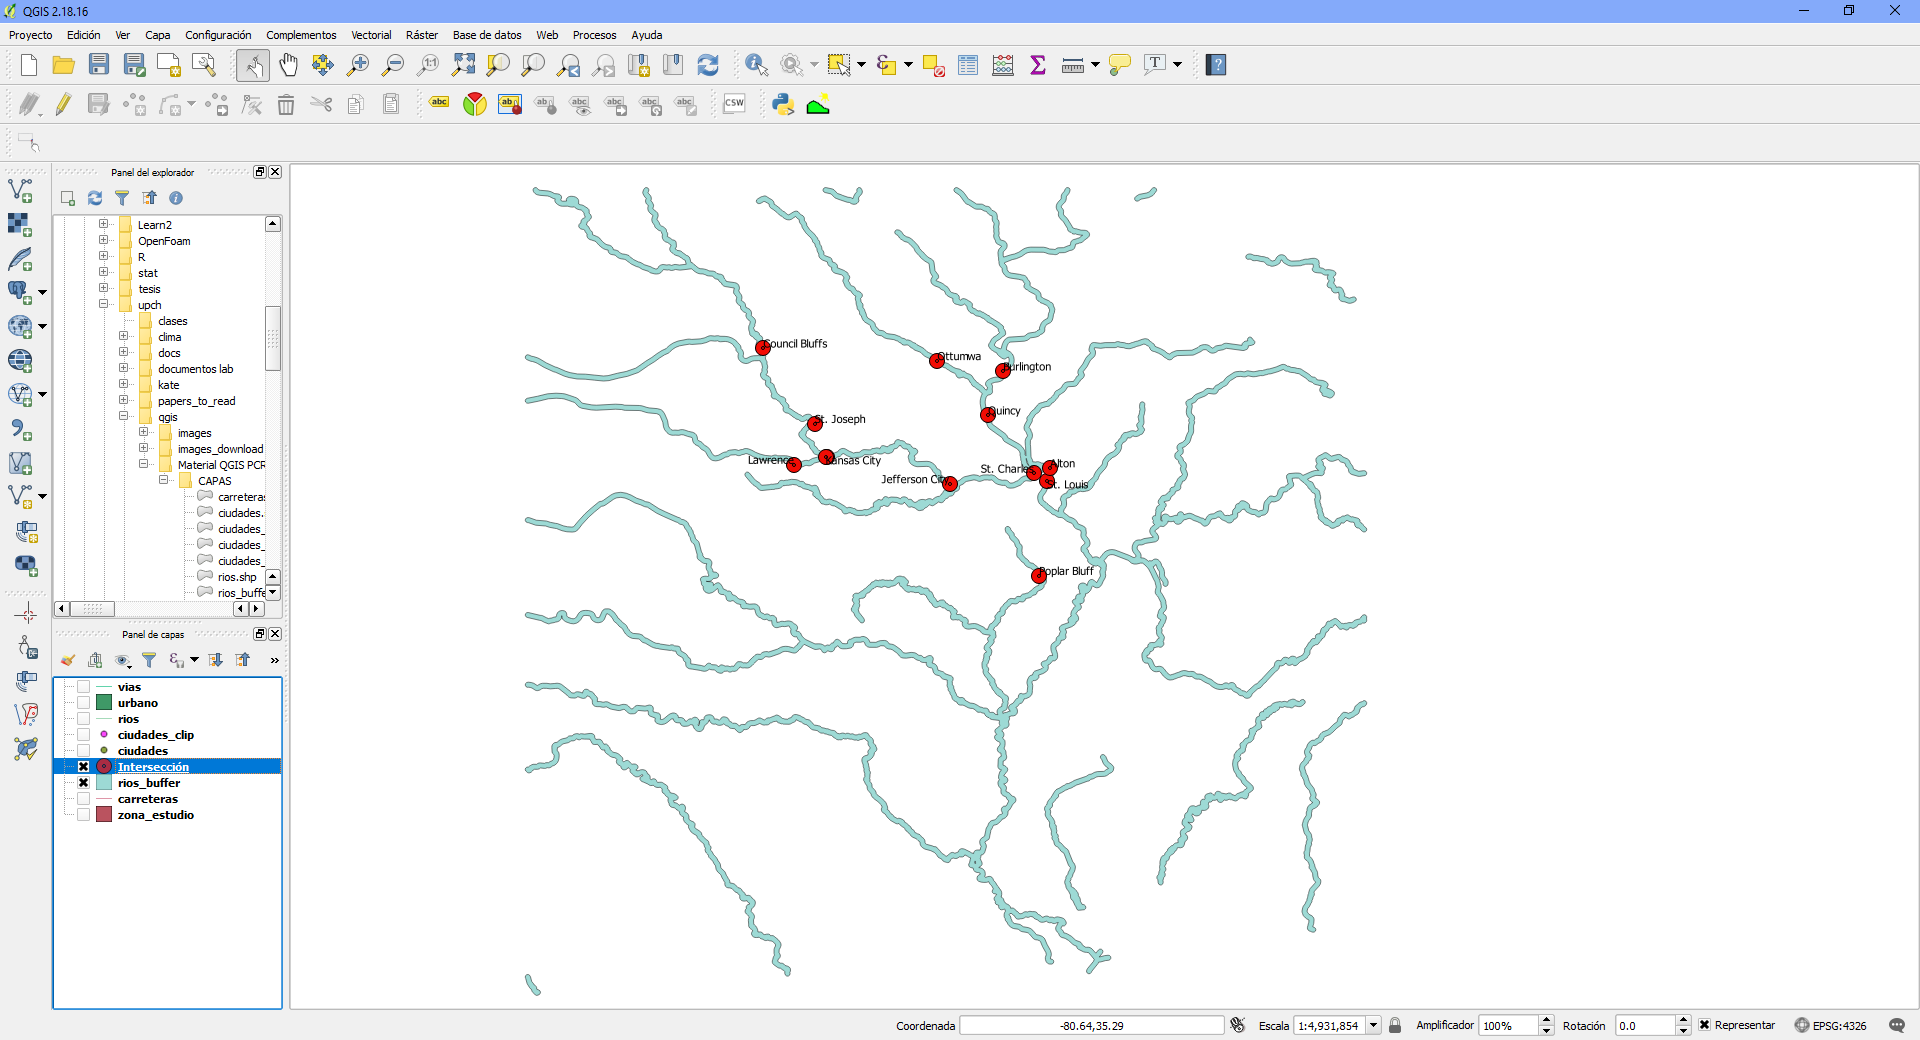 QGIS 2.18.16
Proyecto Edición Ver Capa Configuración Complementos Vectorial Ráster Base de datos Web Procesos Ayuda
1:1
T
abc abc CSW
Panel del explorador
Learn2
OpenFoam
R
stat
tesis
upch
clases
clima
docs
documentos lab
kate
papers_to_read
qgis
images
images_download
Material QGIS PCR
CAPAS
carreteras
ciudades.
ciudades_
ciudades_
ciudades_
rios.shp
rios_buffe
Panel de capas
vias
urbano
rios
ciudades_clip
ciudades
Intersección
rios_buffer
carreteras
zona_estudio
Council Bluffs
Ottumwa
Burlington
Quincy
St. Joseph
Lawrence
Kansas City
Jefferson City
St. Charles
Alton
St. Louis
Poplar Bluff
Coordenada -80.64,35.29 Escala 1:4,931,854 Amplificador 100% Rotación 0.0 Representar EPSG:4326